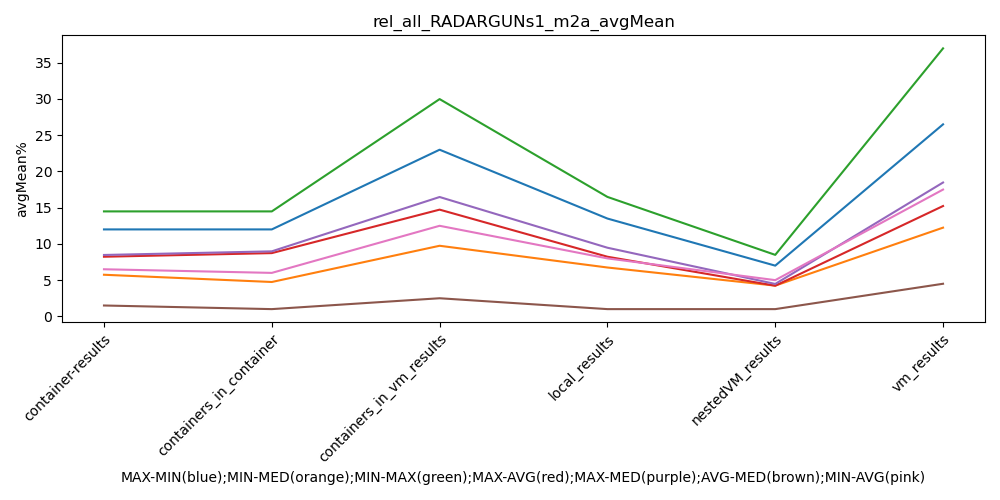 rel_all_RADARGUNs1_m2a_avgMean
avgMean%
35
30
25
20
15
10
5
0
container-results
containers_in_container
containers_in_vm_results
local_results
nestedVM_results
vm_results
MAX-MIN(blue);MIN-MED(orange);MIN-MAX(green);MAX-AVG(red);MAX-MED(purple);AVG-MED(brown);MIN-AVG(pink)